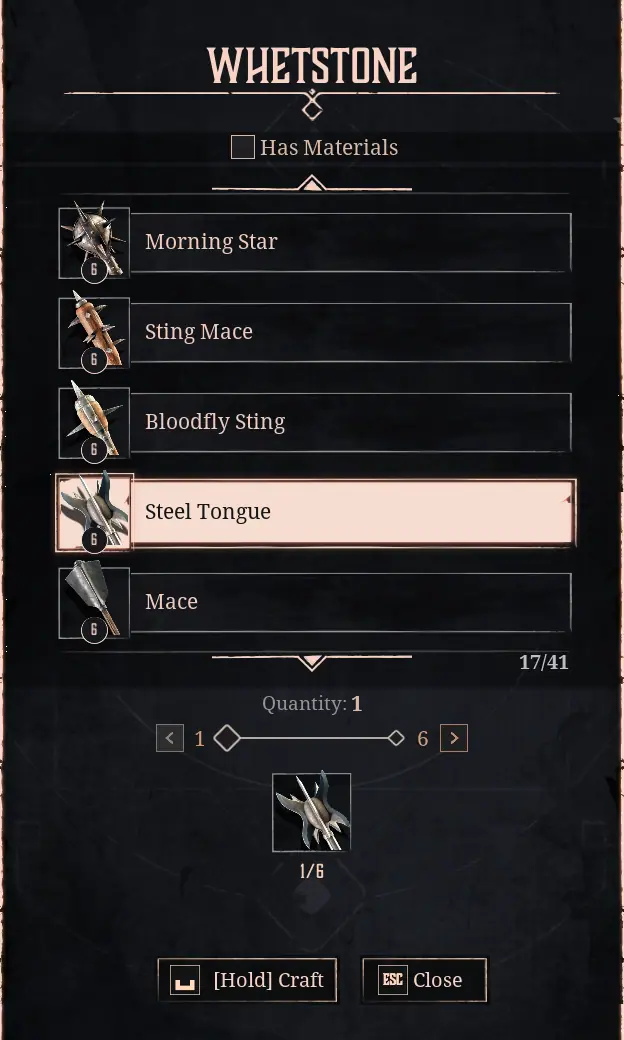 WHETSTONE
Has Materials
6
Morning Star
6
Sting Mace
6
Bloodfly Sting
6
Steel Tongue
6
Mace
17/41
Quantity: 1
1 6
1/6
[Hold] Craft ESC Close